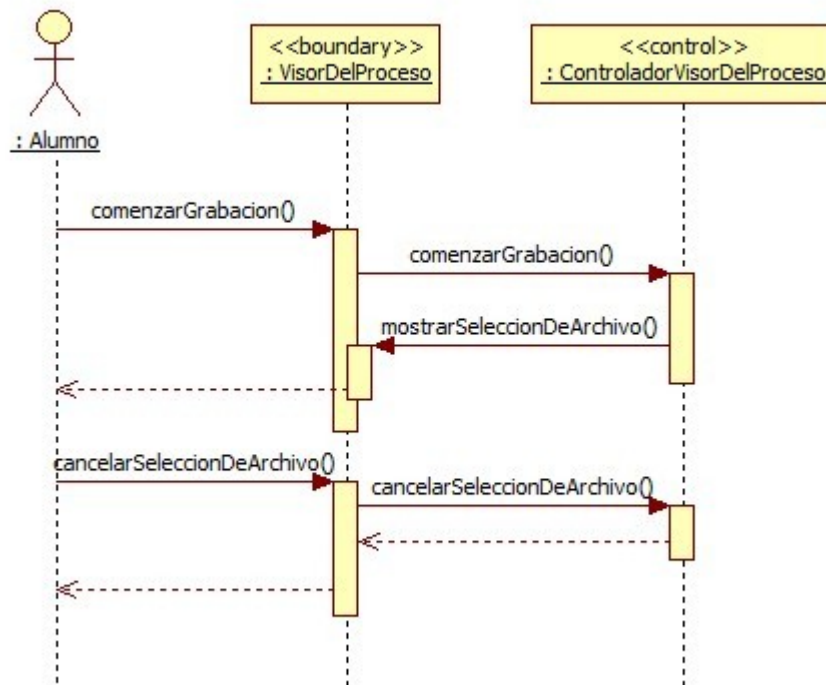 <<boundary>>
: VisorDelProceso
<<control>>
: ControladorVisorDelProceso
: Alumno
comenzarGrabacion()
comenzarGrabacion()
mostrarSeleccionDeArchivo()
cancelarSeleccionDeArchivo()
cancelarSeleccionDeArchivo()